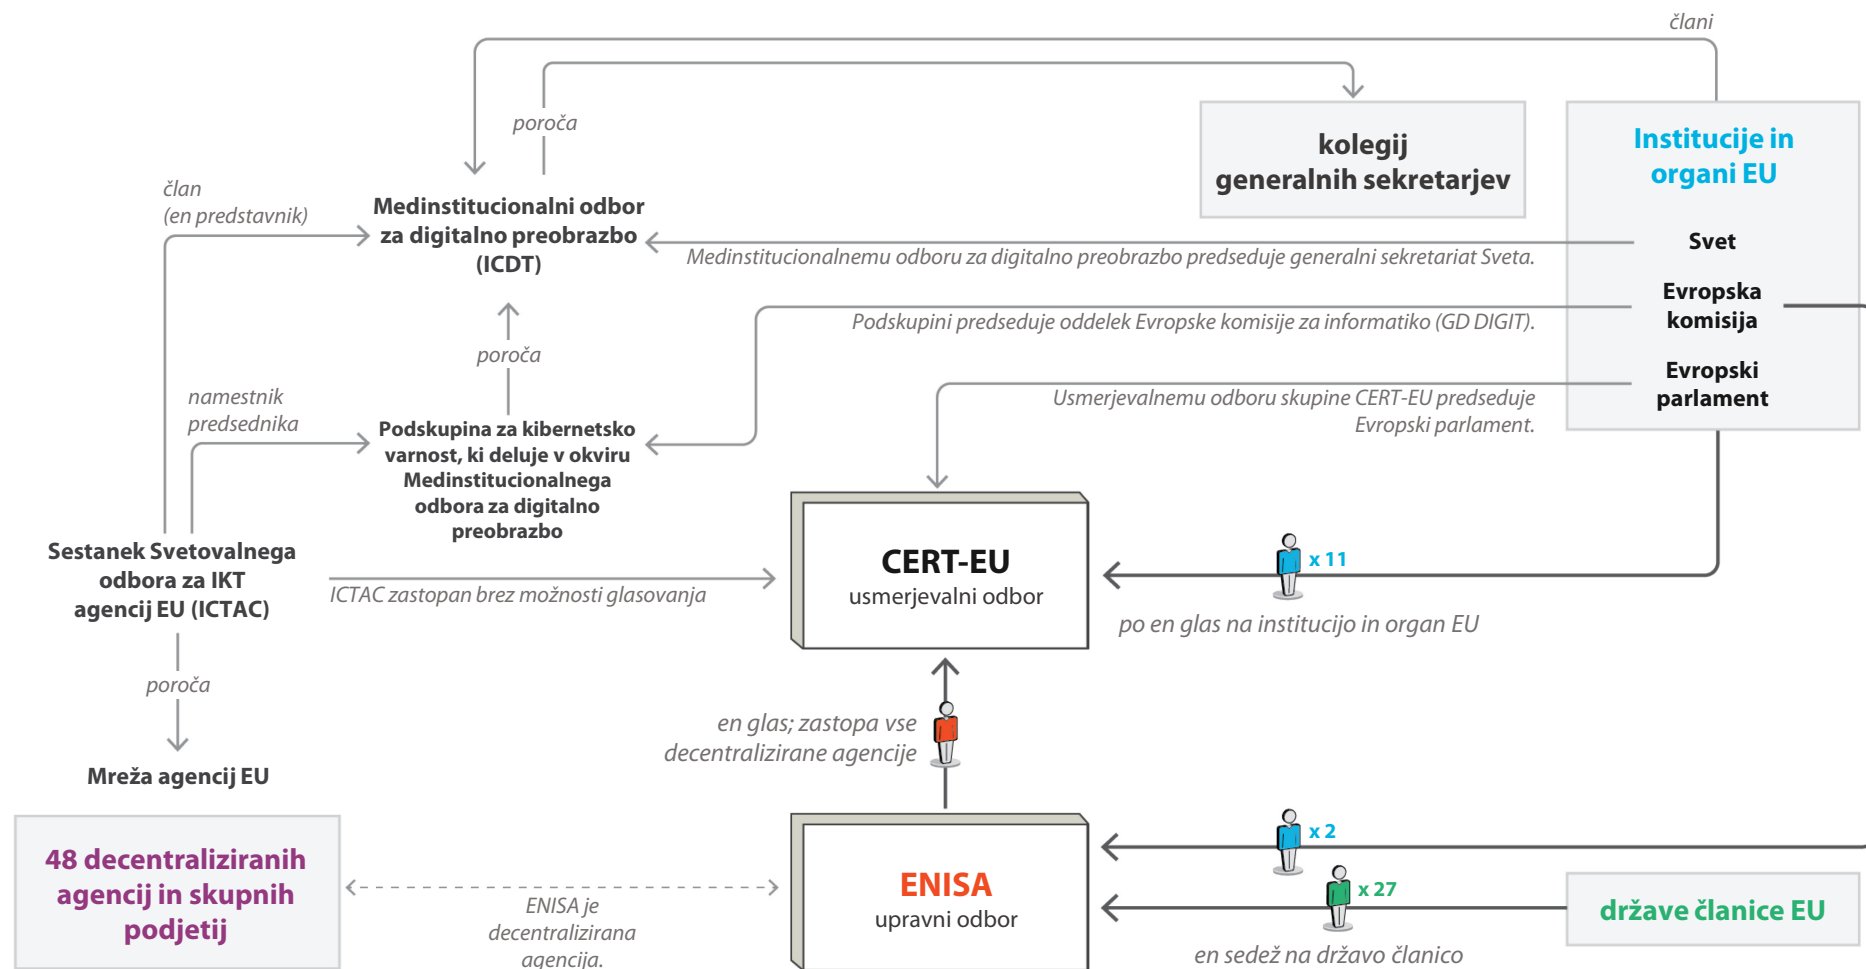 člani
poroča
kolegij
generalnih sekretarjev
Institucije in
organi EU
član
(en predstavnik)
Medinstitucionalni odbor
za digitalno preobrazbo
(ICDT)
Svet
Medinstitucionalnemu odboru za digitalno preobrazbo predseduje generalni sekretariat Sveta.
Evropska
komisija
Podskupini predseduje oddelek Evropske komisije za informatiko (GD DIGIT).
poroča
Evropski
parlament
namestnik
predsednika
Usmerjevalnemu odboru skupine CERT-EU predseduje
Evropski parlament.
Podskupina za kibernetsko
varnost, ki deluje v okviru
Medinstitucionalnega
odbora za digitalno
preobrazbo
Sestanek Svetovalnega
odbora za IKT
agencij EU (ICTAC)
ICTAC zastopan brez možnosti glasovanja
CERT-EU
usmerjevalni odbor
x 11
po en glas na institucijo in organ EU
poroča
en glas; zastopa vse
decentralizirane agencije
Mreža agencij EU
48 decentraliziranih
agencij in skupnih
podjetij
ENISA je
decentralizirana
agencija.
ENISA
upravni odbor
x 2
x 27
države članice EU
en sedež na državo članico